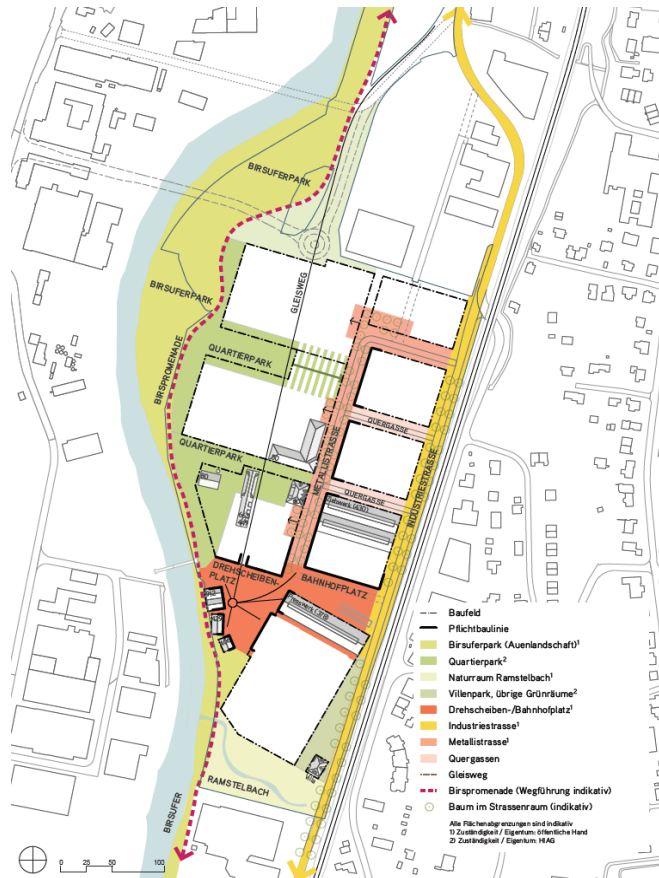 BIRSUFERPARK
GLEISWEG
BIRSUFERPARK
BIRSPROMENADE
QUARTIERPARK
QUERGASSE
METALLISTRASSE
INDUSTRIESTRASSE
QUARTIERPARK
QUERGASSE
DREHSCHEIBEN-
PLATZ
BAHNHOFPLATZ
RAMSTELBACH
BIRSUFER
Baufeld
Pflichtbaulinie
Birsuferpark (Auenlandschaft)¹
Quartierpark²
Naturraum Ramstelbach¹
Villenpark, übrige Grünräume²
Drehscheiben-/Bahnhofplatz¹
Industriestrasse¹
Metallistrasse¹
Quergassen
Gleisweg
Birspromenade (Wegführung indikativ)
Baum im Strassenraum (indikativ)
Alle Flächenabgrenzungen sind indikativ
1) Zuständigkeit / Eigentum: öffentliche Hand
2) Zuständigkeit / Eigentum: HIAG
0 50 100